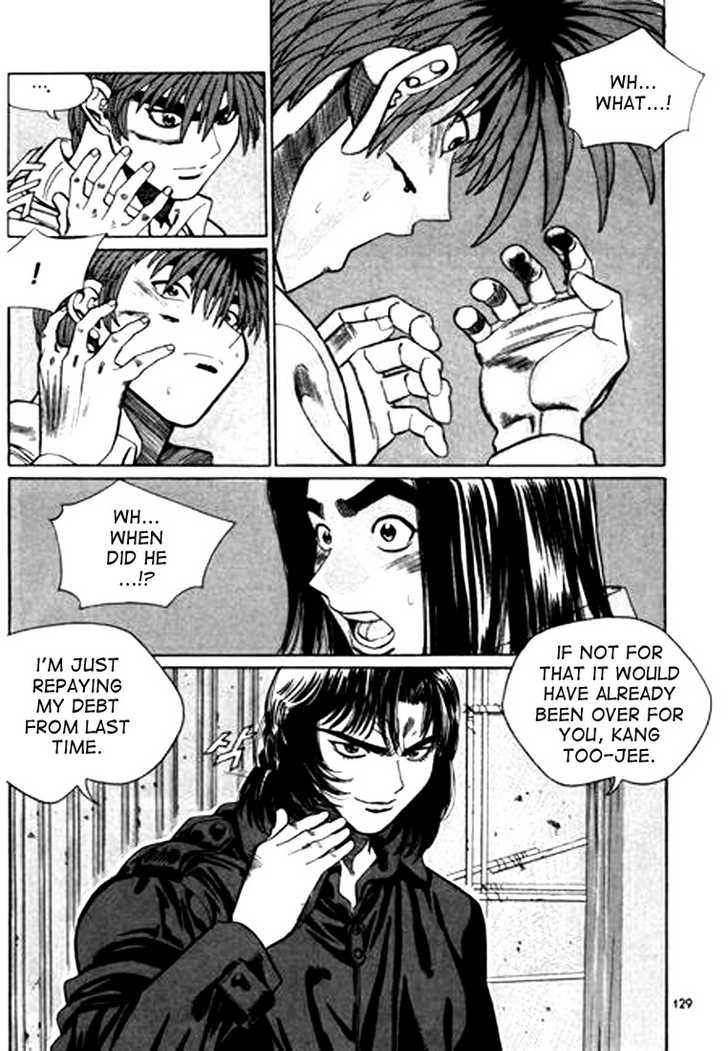 ...
!
WH...
WHAT...!
WH...
WHEN
DID HE
...!?
I'M JUST
REPAYING
MY DEBT
FROM LAST
TIME.
IF NOT FOR
THAT IT WOULD
HAVE ALREADY
BEEN OVER FOR
YOU, KANG
TOO-JEE.
129